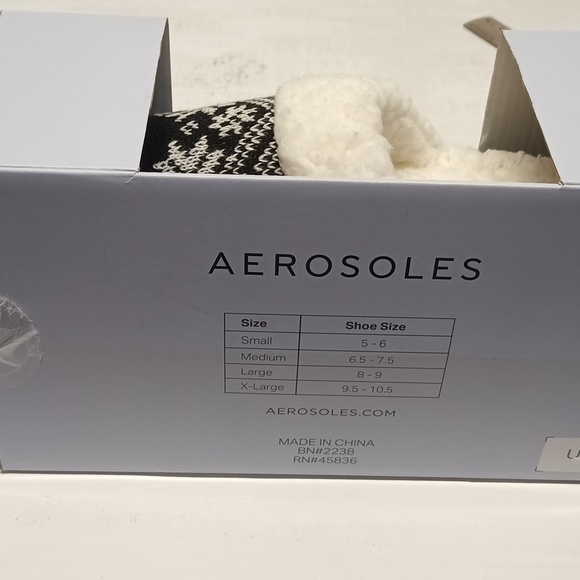 AEROSOLES
Size Shoe Size
Small 5 - 6
Medium 6.5 - 7.5
Large 8 - 9
X-Large 9.5 - 10.5
AEROSOLES.COM
MADE IN CHINA
BN#2238
RN#45836